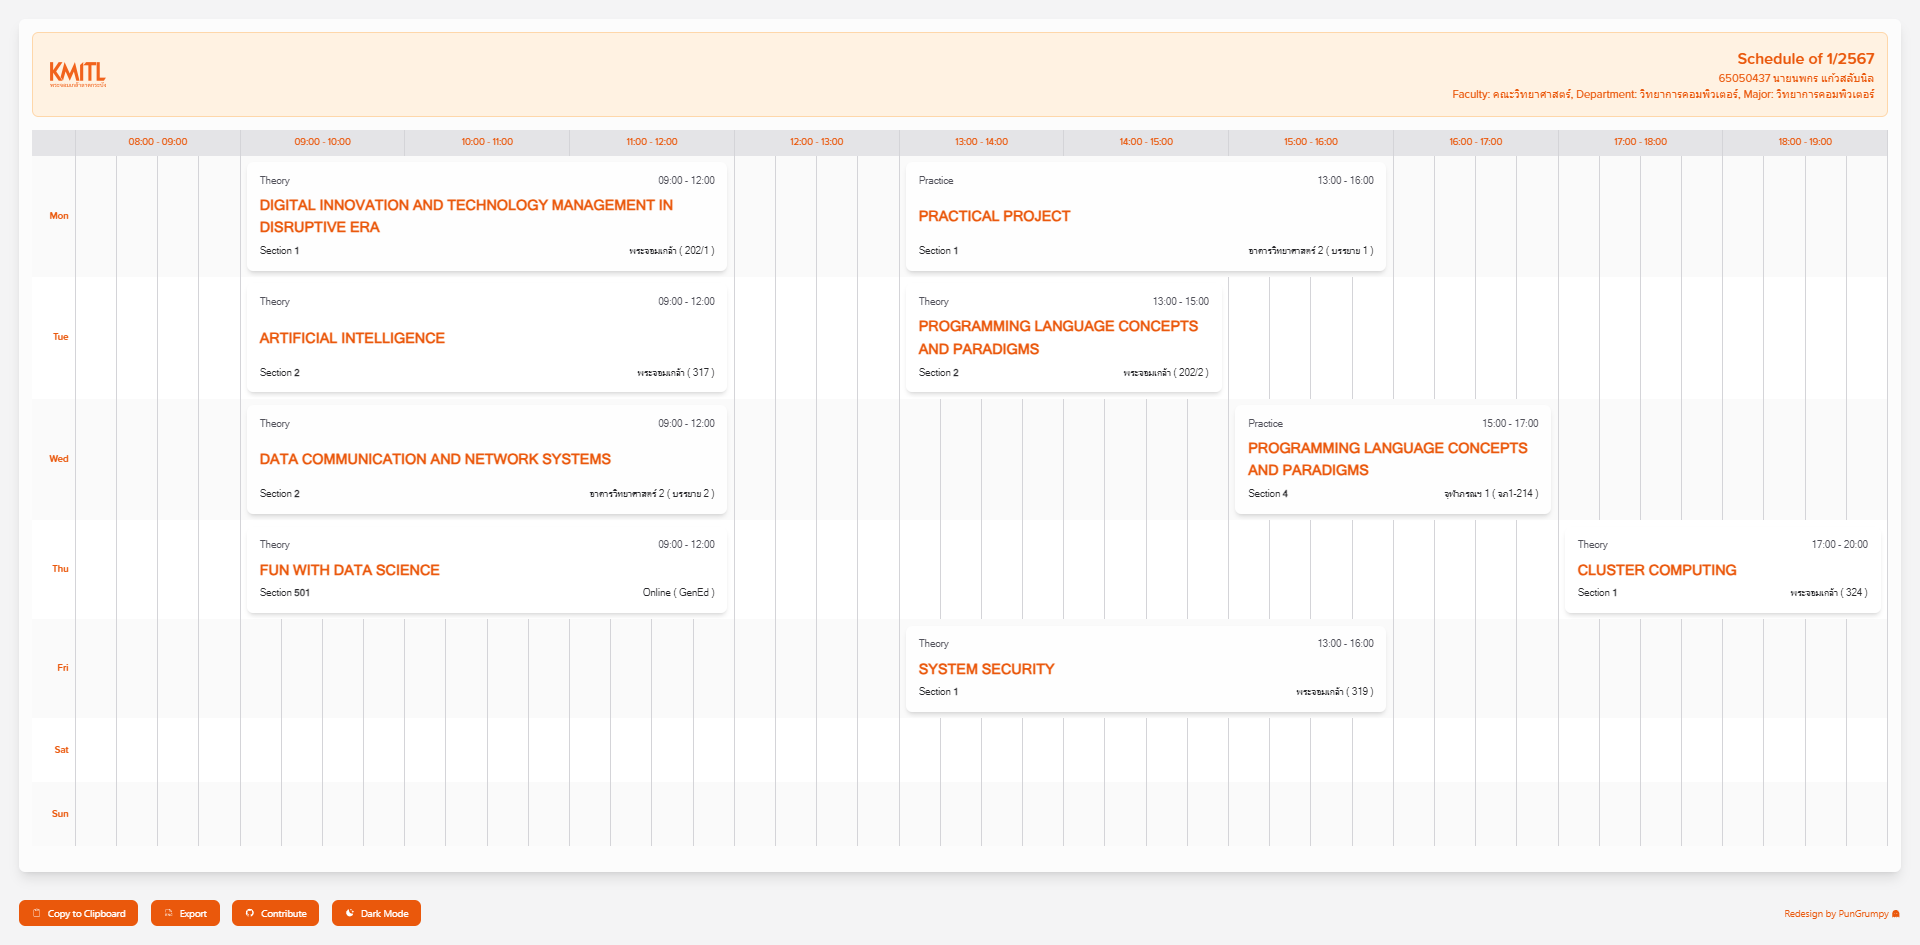 KMITL
Schedule of 1/2567
65050437 นายนพกร แก้วสลับนิล
Faculty: คณะวิทยาศาสตร์, Department: วิทยาการคอมพิวเตอร์, Major: วิทยาการคอมพิวเตอร์
08:00 - 09:00 09:00 - 10:00 10:00 - 11:00 11:00 - 12:00 12:00 - 13:00 13:00 - 14:00 14:00 - 15:00 15:00 - 16:00 16:00 - 17:00 17:00 - 18:00 18:00 - 19:00
Mon
Theory 09:00 - 12:00
DIGITAL INNOVATION AND TECHNOLOGY MANAGEMENT IN
DISRUPTIVE ERA
Section 1 พระจอมเกล้า ( 202/1 )
Practice 13:00 - 16:00
PRACTICAL PROJECT
Section 1 อาคารวิทยาศาสตร์ 2 ( บรรยาย 1 )
Tue
Theory 09:00 - 12:00
ARTIFICIAL INTELLIGENCE
Section 2 พระจอมเกล้า ( 317 )
Theory 13:00 - 15:00
PROGRAMMING LANGUAGE CONCEPTS
AND PARADIGMS
Section 2 พระจอมเกล้า ( 202/2 )
Wed
Theory 09:00 - 12:00
DATA COMMUNICATION AND NETWORK SYSTEMS
Section 2 อาคารวิทยาศาสตร์ 2 ( บรรยาย 2 )
Practice 15:00 - 17:00
PROGRAMMING LANGUAGE CONCEPTS
AND PARADIGMS
Section 4 จุฬาภรณฯ 1 ( จภ1-214 )
Thu
Theory 09:00 - 12:00
FUN WITH DATA SCIENCE
Section 501 Online ( GenEd )
Theory 17:00 - 20:00
CLUSTER COMPUTING
Section 1 พระจอมเกล้า ( 324 )
Fri
Theory 13:00 - 16:00
SYSTEM SECURITY
Section 1 พระจอมเกล้า ( 319 )
Sat
Sun
Copy to Clipboard Export Contribute Dark Mode
Redesign by PunGrumpy